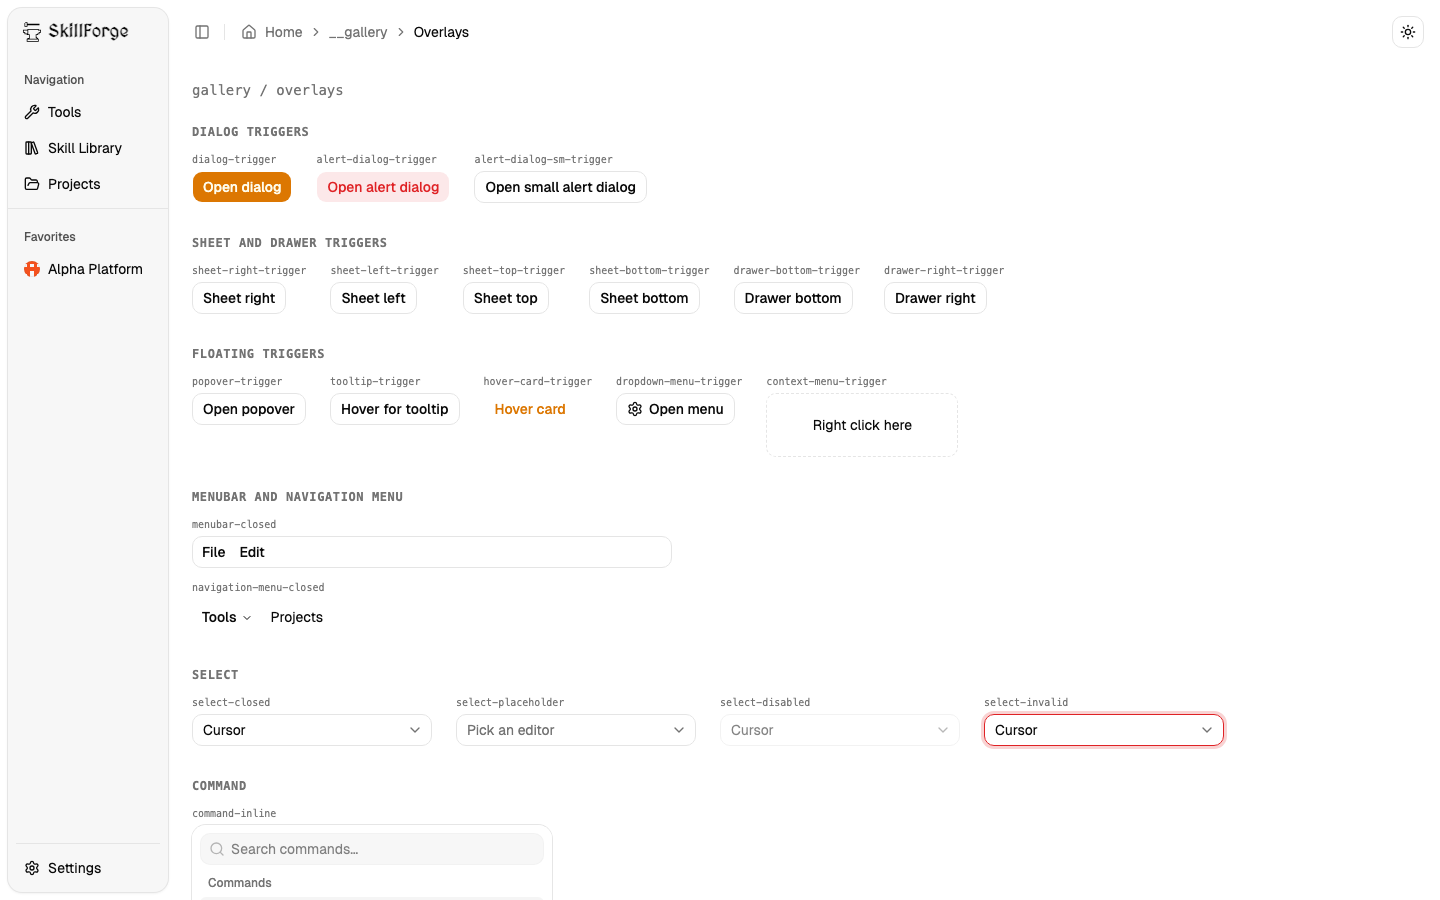 SkillForge
Navigation
Tools
Skill Library
Projects
Favorites
Alpha Platform
Settings
Home > __gallery > Overlays
gallery / overlays
DIALOG TRIGGERS
dialog-trigger alert-dialog-trigger alert-dialog-sm-trigger
Open dialog Open alert dialog Open small alert dialog
SHEET AND DRAWER TRIGGERS
sheet-right-trigger sheet-left-trigger sheet-top-trigger sheet-bottom-trigger drawer-bottom-trigger drawer-right-trigger
Sheet right Sheet left Sheet top Sheet bottom Drawer bottom Drawer right
FLOATING TRIGGERS
popover-trigger tooltip-trigger hover-card-trigger dropdown-menu-trigger context-menu-trigger
Open popover Hover for tooltip Hover card Open menu Right click here
MENUBAR AND NAVIGATION MENU
menubar-closed
File Edit
navigation-menu-closed
Tools Projects
SELECT
select-closed select-placeholder select-disabled select-invalid
Cursor Pick an editor Cursor Cursor
COMMAND
command-inline
Search commands…
Commands